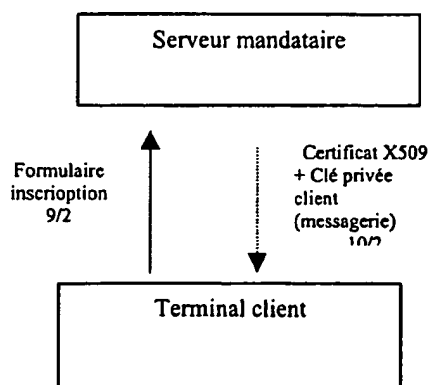 Serveur mandataire
Formulaire
inscrioption
9/2
Certificat X509
+ Clé privée
client
(messagerie)
10/2
Terminal client